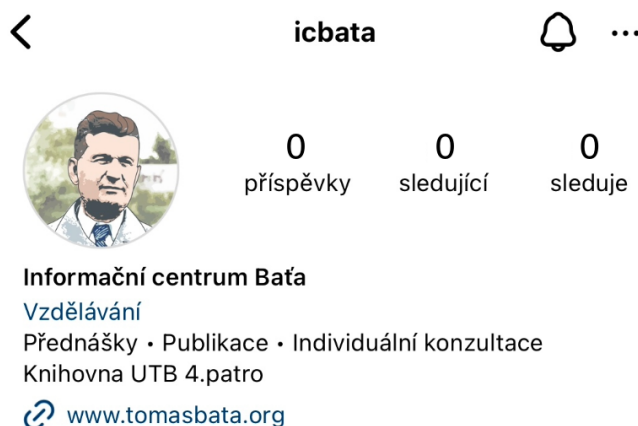 icbata
0 0 0
příspěvky sledující sleduje
Informační centrum Baťa
Vzdělávání
Přednášky • Publikace • Individuální konzultace
Knihovna UTB 4.patro
www.tomasbata.org